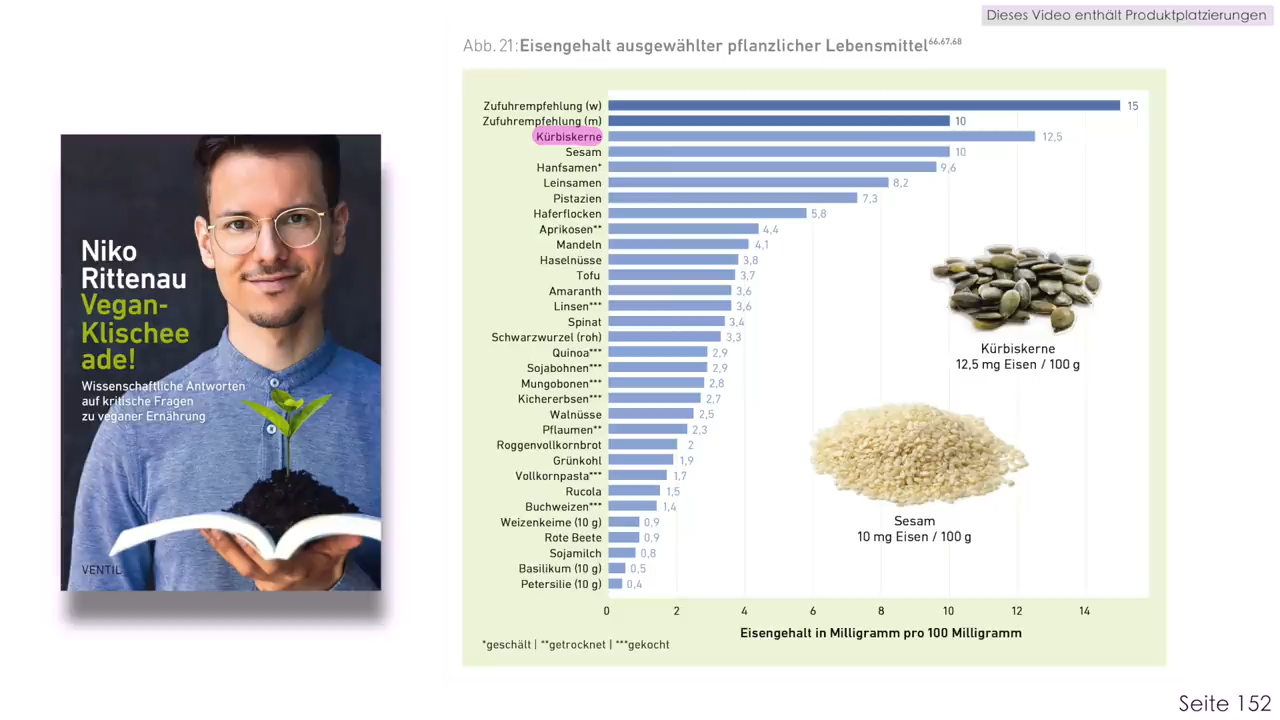 Dieses Video enthält Produktplatzierungen
Abb. 21: Eisengehalt ausgewählter pflanzlicher Lebensmittel66,67,68
Niko
Rittenau
Vegan-
Klischee
ade!
Wissenschaftliche Antworten
auf kritische Fragen
zu veganer Ernährung
VENTIL
Zufuhrempfehlung (w) 15
Zufuhrempfehlung (m) 10
Kürbiskerne 12,5
Sesam 10
Hanfsamen* 9,6
Leinsamen 8,2
Pistazien 7,3
Haferflocken 5,8
Aprikosen** 4,4
Mandeln 4,1
Haselnüsse 3,8
Tofu 3,7
Amaranth 3,6
Linsen*** 3,6
Spinat 3,4
Schwarzwurzel (roh) 3,3
Quinoa*** 2,9
Sojabohnen*** 2,9
Mungobonen*** 2,8
Kichererbsen*** 2,7
Walnüsse 2,5
Pflaumen** 2,3
Roggenvollkornbrot 2
Grünkohl 1,9
Vollkornpasta*** 1,7
Rucola 1,5
Buchweizen*** 1,4
Weizenkeime (10 g) 0,9
Rote Beete 0,9
Sojamilch 0,8
Basilikum (10 g) 0,5
Petersilie (10 g) 0,4
0 2 4 6 8 10 12 14
Eisengehalt in Milligramm pro 100 Milligramm
*geschält | **getrocknet | ***gekocht
Kürbiskerne
12,5 mg Eisen / 100 g
Sesam
10 mg Eisen / 100 g
Seite 152